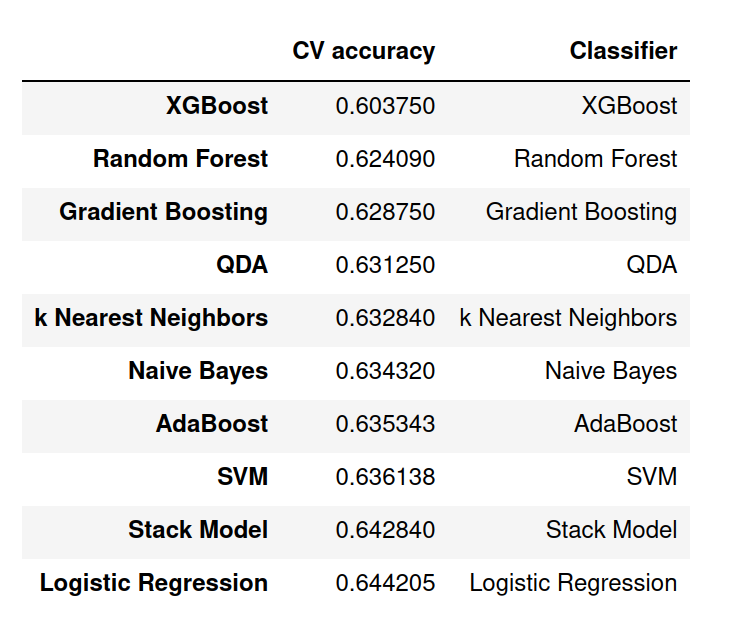 CV accuracy Classifier
XGBoost 0.603750 XGBoost
Random Forest 0.624090 Random Forest
Gradient Boosting 0.628750 Gradient Boosting
QDA 0.631250 QDA
k Nearest Neighbors 0.632840 k Nearest Neighbors
Naive Bayes 0.634320 Naive Bayes
AdaBoost 0.635343 AdaBoost
SVM 0.636138 SVM
Stack Model 0.642840 Stack Model
Logistic Regression 0.644205 Logistic Regression